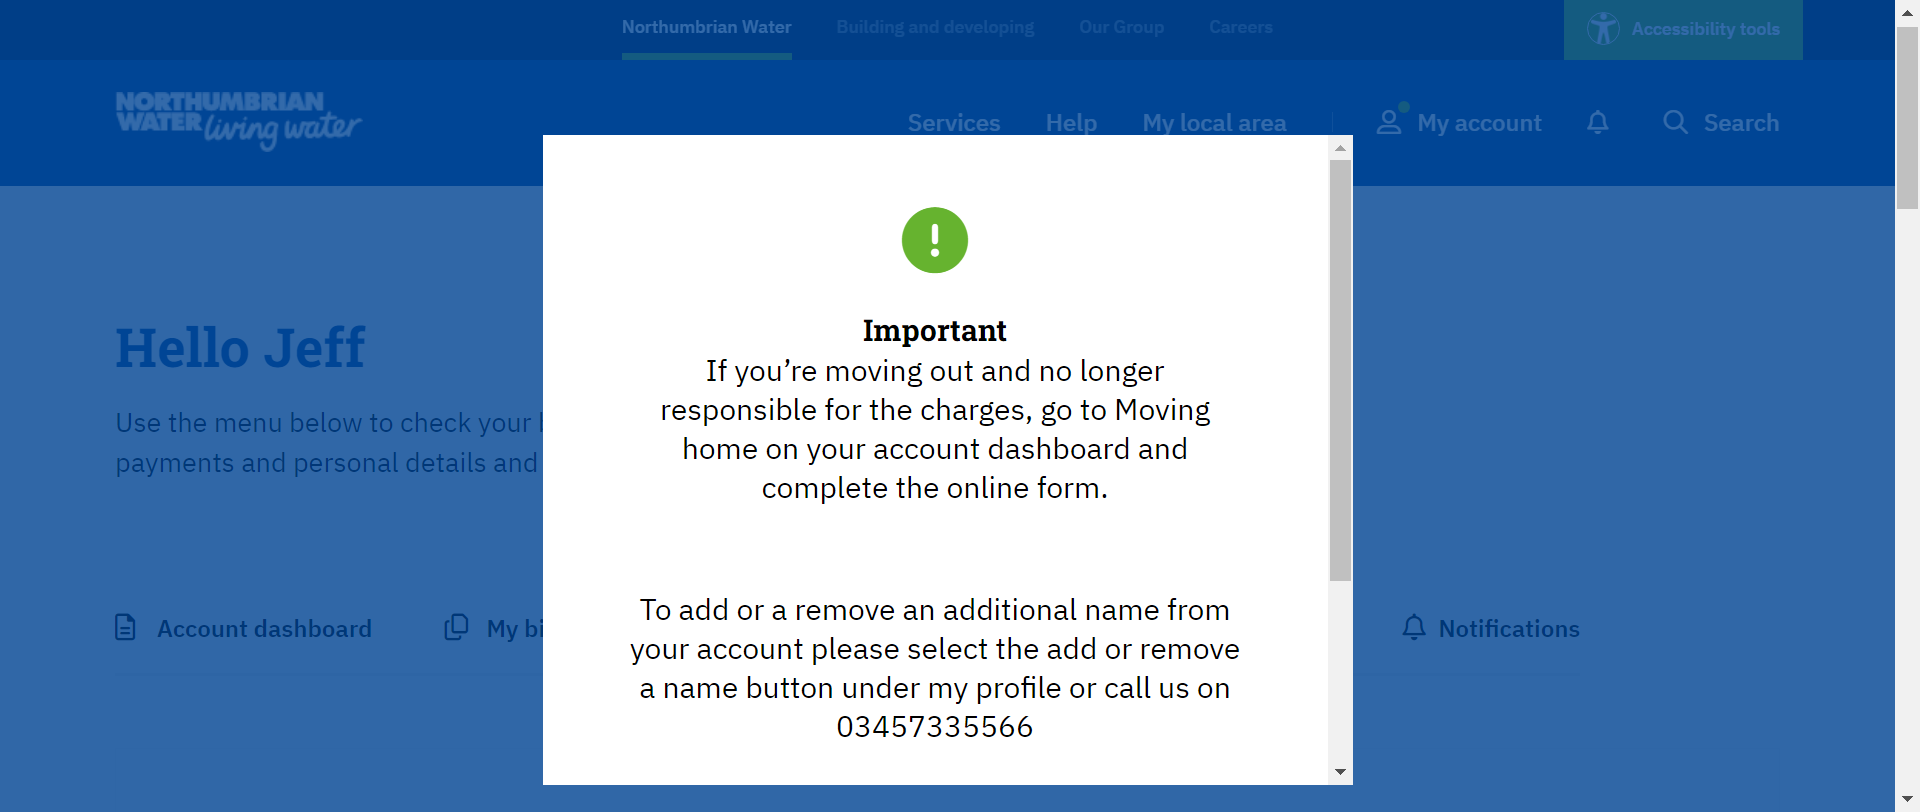 Northumbrian Water Building and developing Our Group Careers Accessibility tools
NORTHUMBRIAN
WATER living water
Services Help My local area My account Search
Important
If you’re moving out and no longer
responsible for the charges, go to Moving
home on your account dashboard and
complete the online form.
To add or a remove an additional name from
your account please select the add or remove
a name button under my profile or call us on
03457335566
Hello Jeff
Use the menu below to check your
payments and personal details and
Account dashboard My Notifications